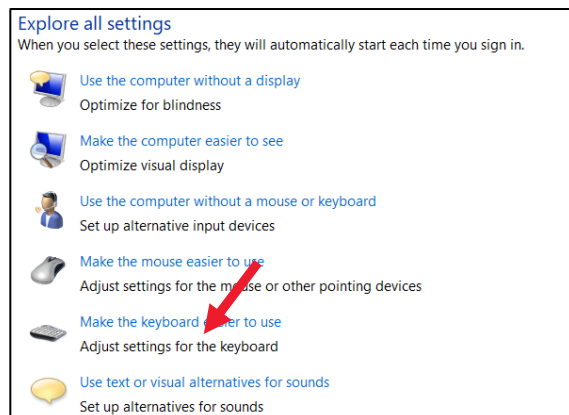 Explore all settings
When you select these settings, they will automatically start each time you sign in.
Use the computer without a display
Optimize for blindness
Make the computer easier to see
Optimize visual display
Use the computer without a mouse or keyboard
Set up alternative input devices
Make the mouse easier to use
Adjust settings for the mouse or other pointing devices
Make the keyboard easier to use
Adjust settings for the keyboard
Use text or visual alternatives for sounds
Set up alternatives for sounds